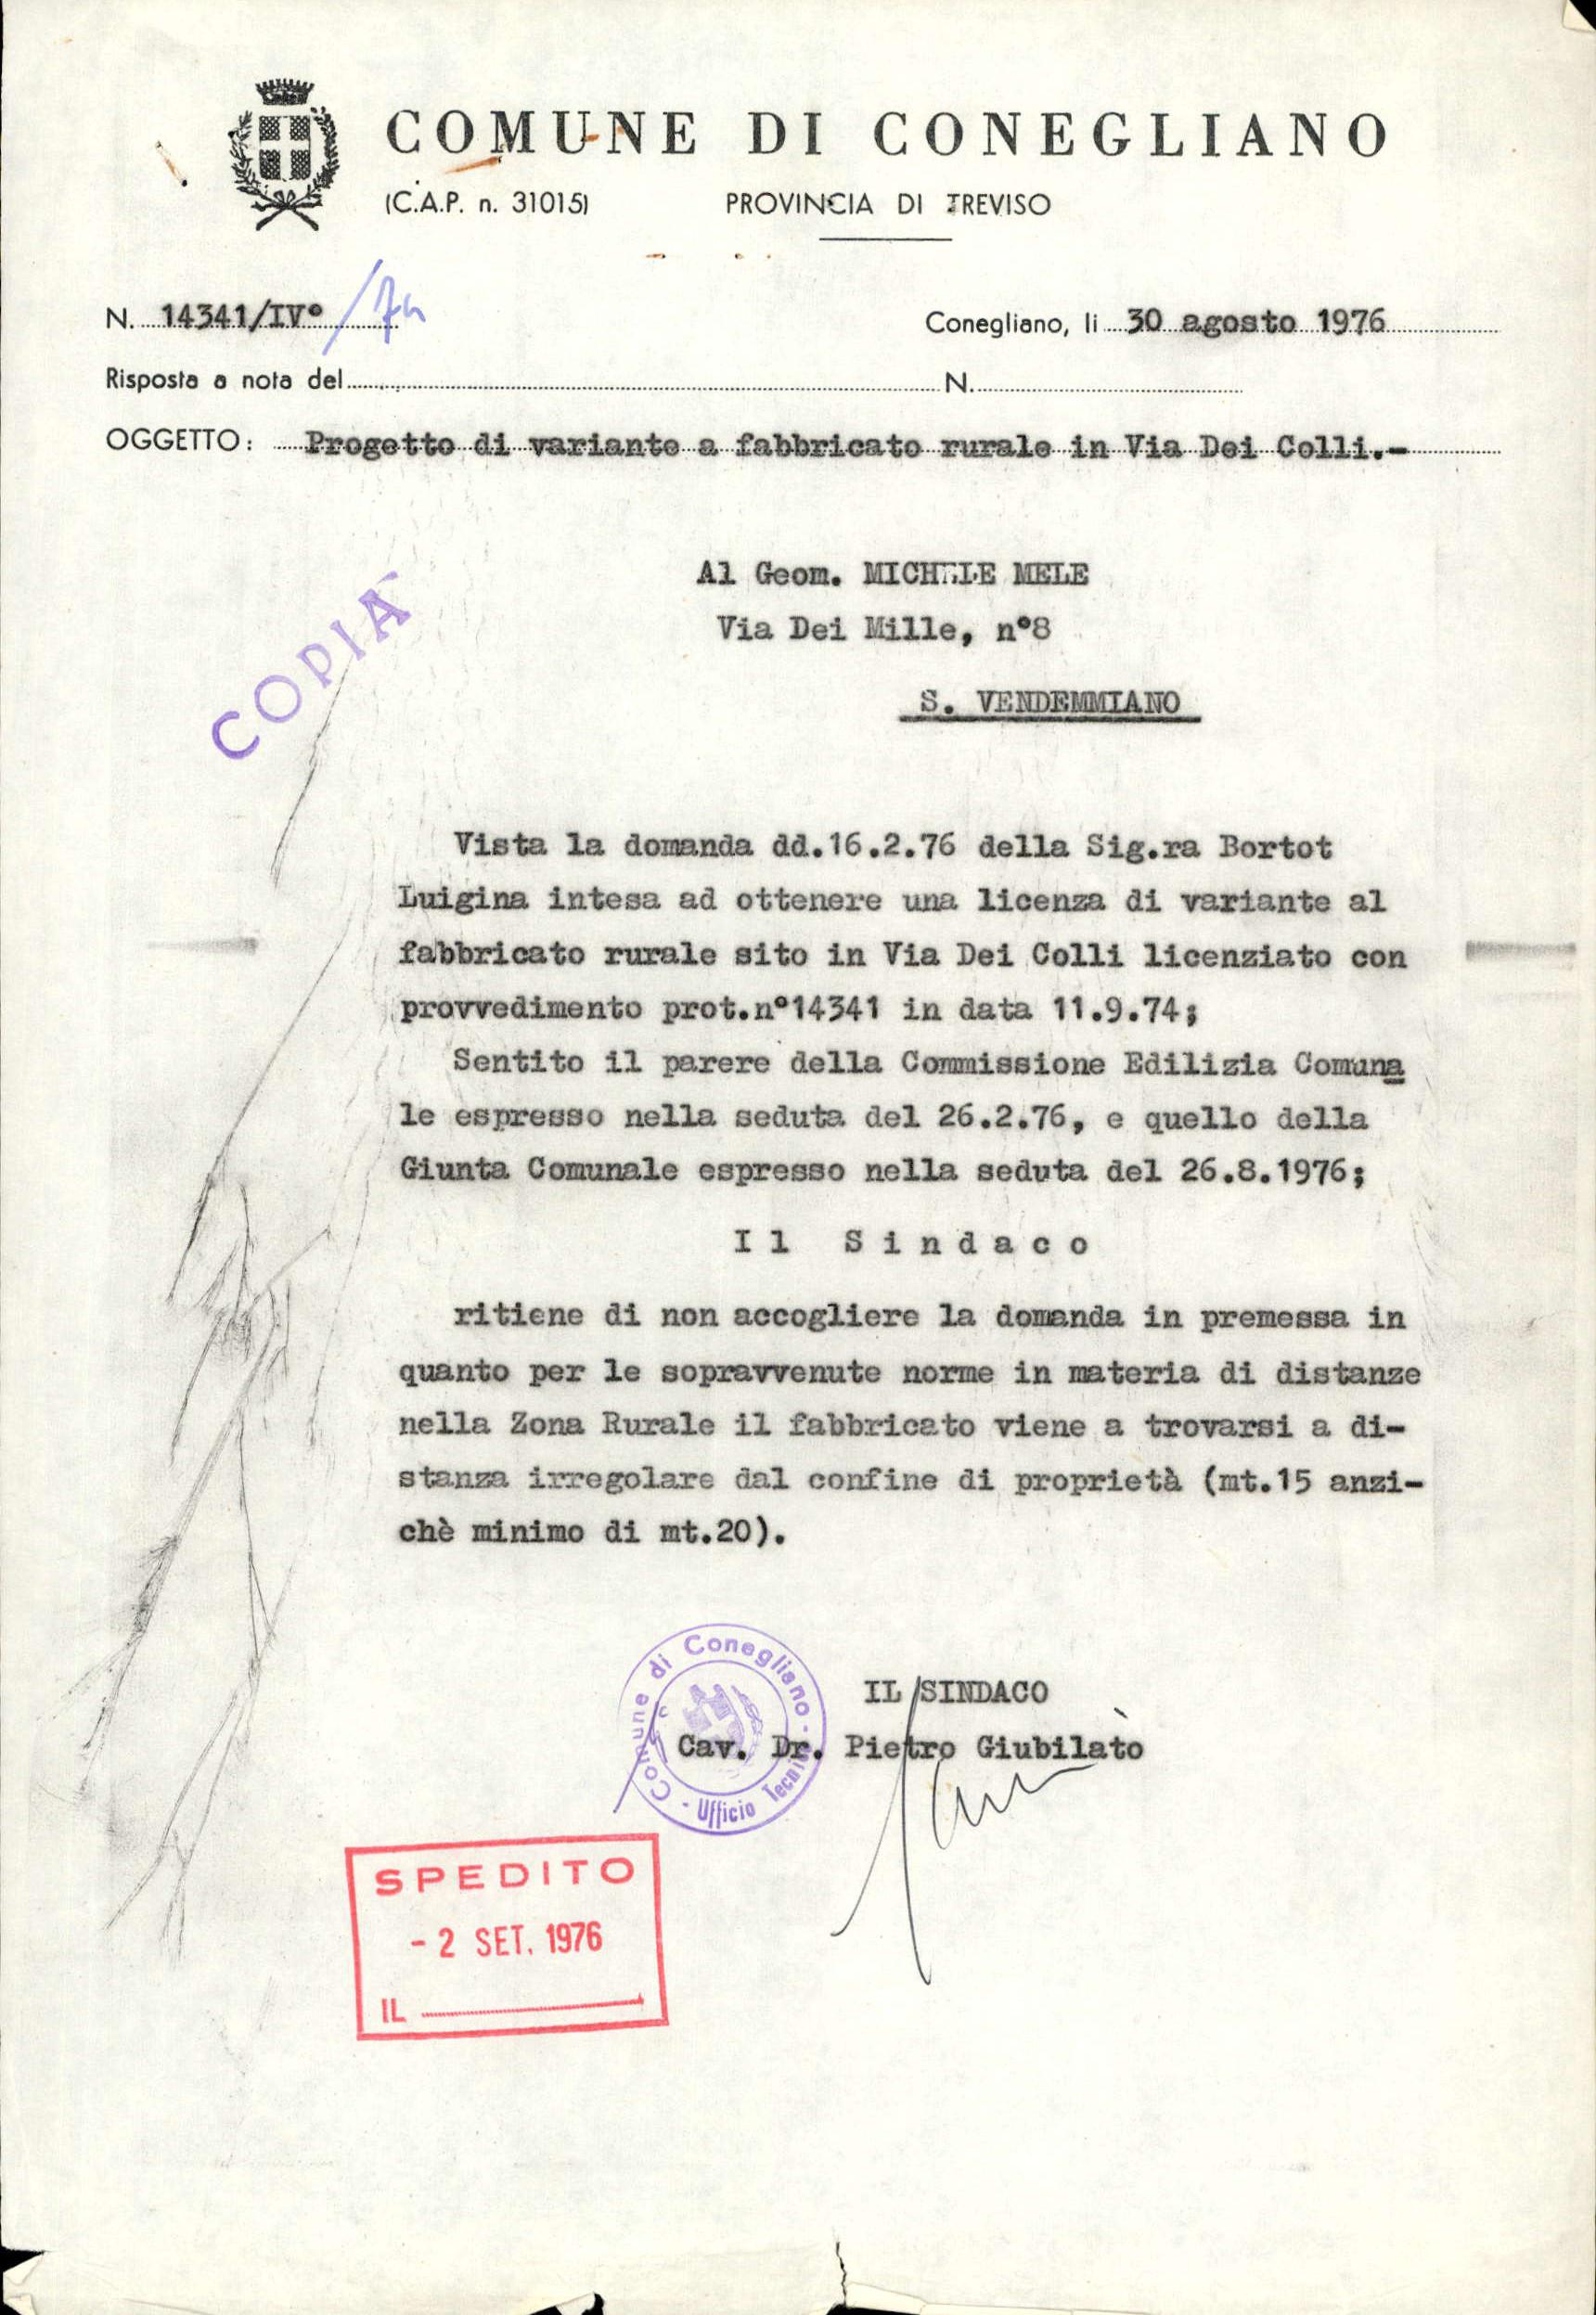 COMUNE DI CONEGLIANO
(C.A.P. n. 31015) PROVINCIA DI TREVISO
N. 14341/IV° /74
Conegliano, li 30 agosto 1976
Risposta a nota del N.
OGGETTO: Progetto di variante a fabbricato rurale in Via Dei Colli.-
COPIA
Al Geom. MICHELE MELE
Via Dei Mille, n°8
S. VENDEMMIANO
Vista la domanda dd.16.2.76 della Sig.ra Bortot
Luigina intesa ad ottenere una licenza di variante al
fabbricato rurale sito in Via Dei Colli licenziato con
provvedimento prot.n°14341 in data 11.9.74;
Sentito il parere della Commissione Edilizia Comuna
le espresso nella seduta del 26.2.76, e quello della
Giunta Comunale espresso nella seduta del 26.8.1976;
Il Sindaco
ritiene di non accogliere la domanda in premessa in
quanto per le sopravvenute norme in materia di distanze
nella Zona Rurale il fabbricato viene a trovarsi a di-
stanza irregolare dal confine di proprietà (mt.15 anzi-
chè minimo di mt.20).
Comune di Conegliano - Ufficio Tecnico
IL SINDACO
Cav. Dr. Pietro Giubilato
SPEDITO
- 2 SET. 1976
IL